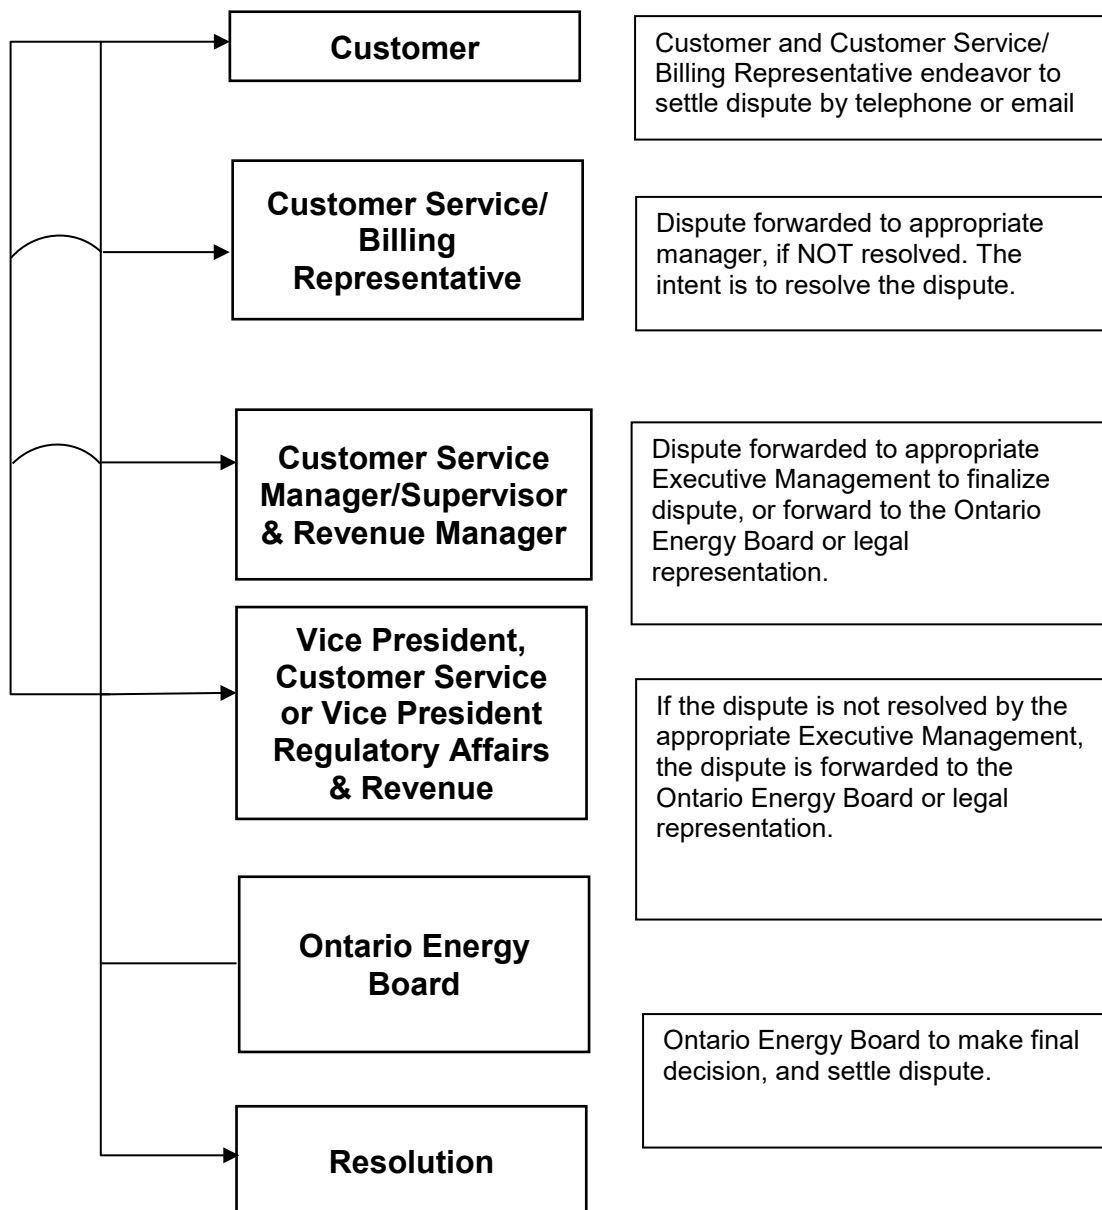 Customer
Customer and Customer Service/
Billing Representative endeavor to
settle dispute by telephone or email
Customer Service/
Billing
Representative
Dispute forwarded to appropriate
manager, if NOT resolved. The
intent is to resolve the dispute.
Customer Service
Manager/Supervisor
& Revenue Manager
Dispute forwarded to appropriate
Executive Management to finalize
dispute, or forward to the Ontario
Energy Board or legal
representation.
Vice President,
Customer Service
or Vice President
Regulatory Affairs
& Revenue
If the dispute is not resolved by the
appropriate Executive Management,
the dispute is forwarded to the
Ontario Energy Board or legal
representation.
Ontario Energy
Board
Ontario Energy Board to make final
decision, and settle dispute.
Resolution